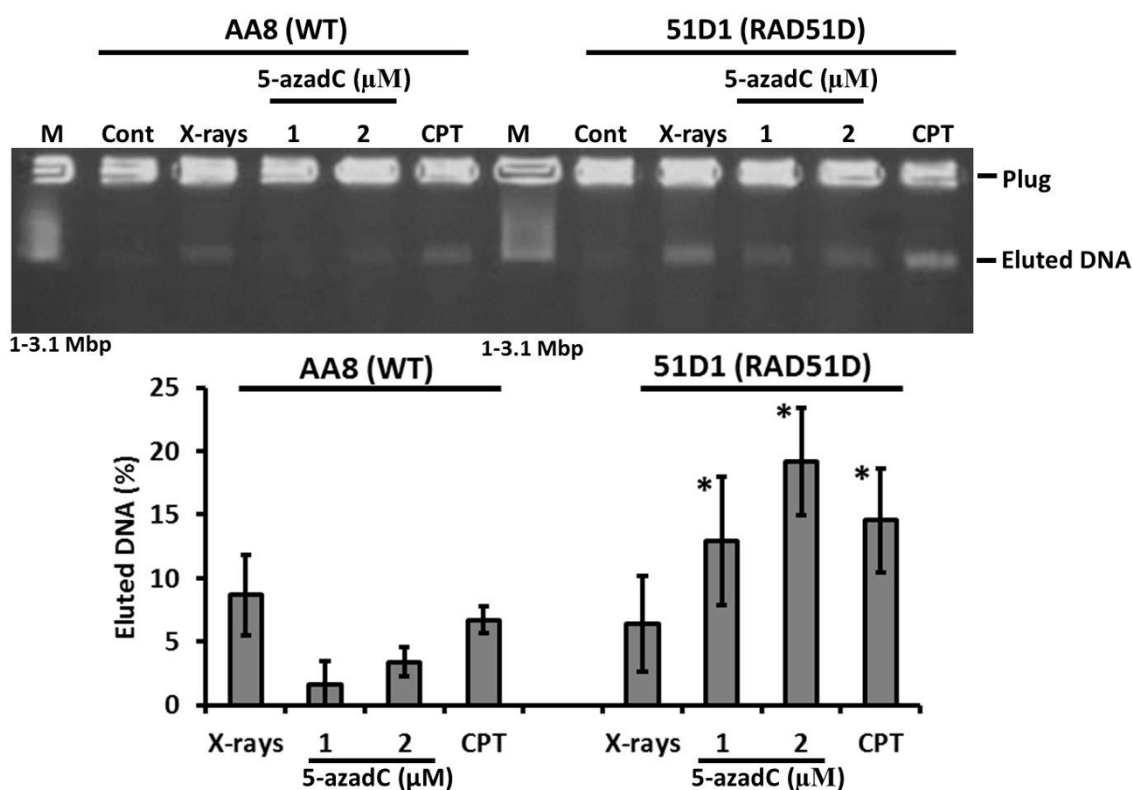 AA8 (WT) 51D1 (RAD51D)
5-azadC (µM) 5-azadC (µM)
M Cont X-rays 1 2 CPT M Cont X-rays 1 2 CPT
Plug
Eluted DNA
1-3.1 Mbp 1-3.1 Mbp
AA8 (WT) 51D1 (RAD51D)
Eluted DNA (%)
25
20
15
10
5
0
* * *
X-rays 1 2 CPT X-rays 1 2 CPT
5-azadC (µM) 5-azadC (µM)